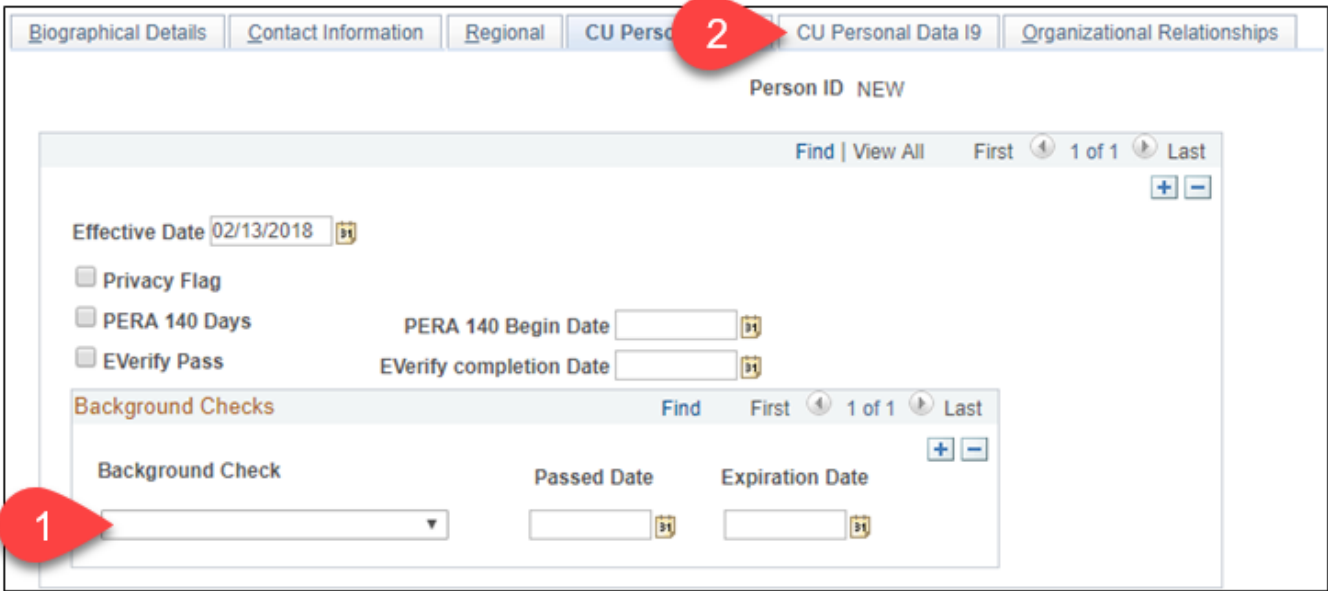 Biographical Details Contact Information Regional CU Perso 2 CU Personal Data I9 Organizational Relationships
Person ID NEW
Find | View All First 1 of 1 Last
Effective Date 02/13/2018
Privacy Flag
PERA 140 Days PERA 140 Begin Date
EVerify Pass EVerify completion Date
Background Checks Find First 1 of 1 Last
Background Check Passed Date Expiration Date
1